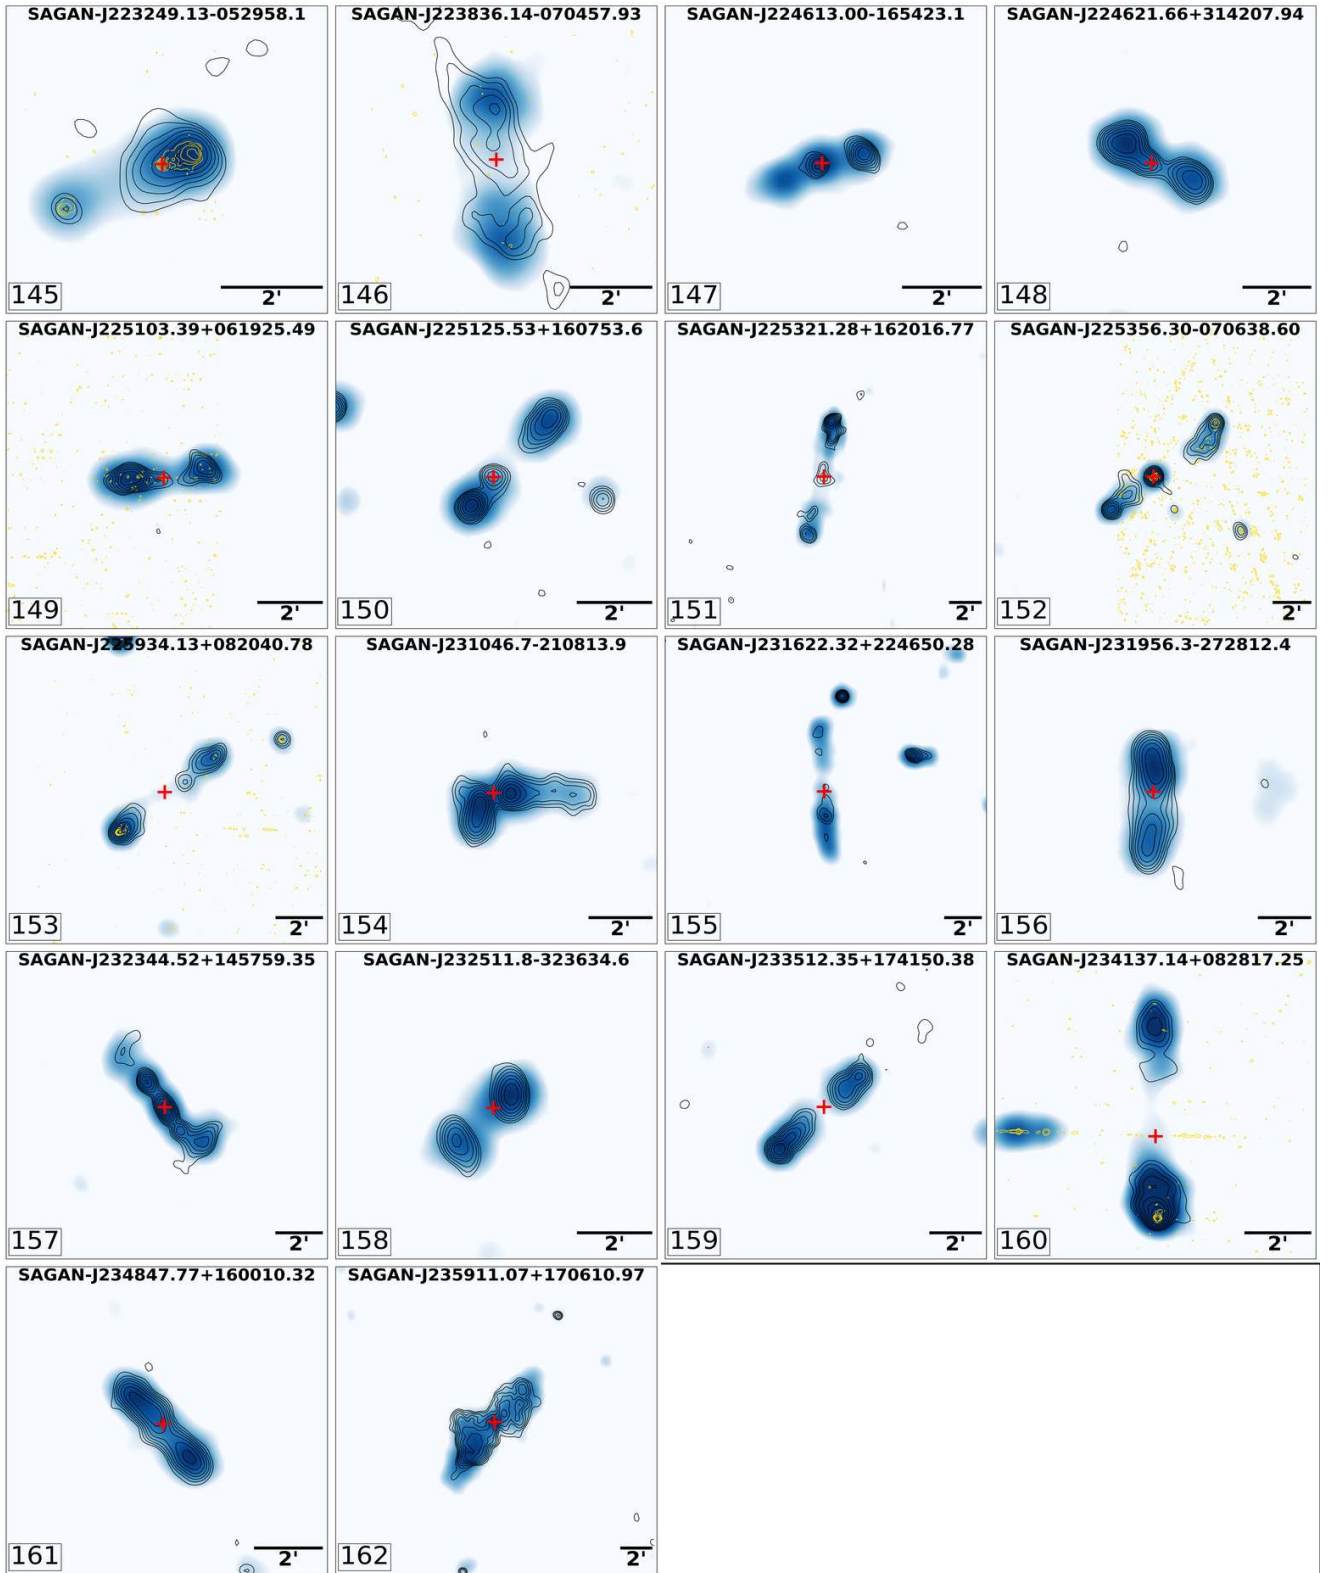 SAGAN-J223249.13-052958.1
145
2'
SAGAN-J223836.14-070457.93
146
2'
SAGAN-J224613.00-165423.1
147
2'
SAGAN-J224621.66+314207.94
148
2'
SAGAN-J225103.39+061925.49
149
2'
SAGAN-J225125.53+160753.6
150
2'
SAGAN-J225321.28+162016.77
151
2'
SAGAN-J225356.30-070638.60
152
2'
SAGAN-J225934.13+082040.78
153
2'
SAGAN-J231046.7-210813.9
154
2'
SAGAN-J231622.32+224650.28
155
2'
SAGAN-J231956.3-272812.4
156
2'
SAGAN-J232344.52+145759.35
157
2'
SAGAN-J232511.8-323634.6
158
2'
SAGAN-J233512.35+174150.38
159
2'
SAGAN-J234137.14+082817.25
160
2'
SAGAN-J234847.77+160010.32
161
2'
SAGAN-J235911.07+170610.97
162
2'